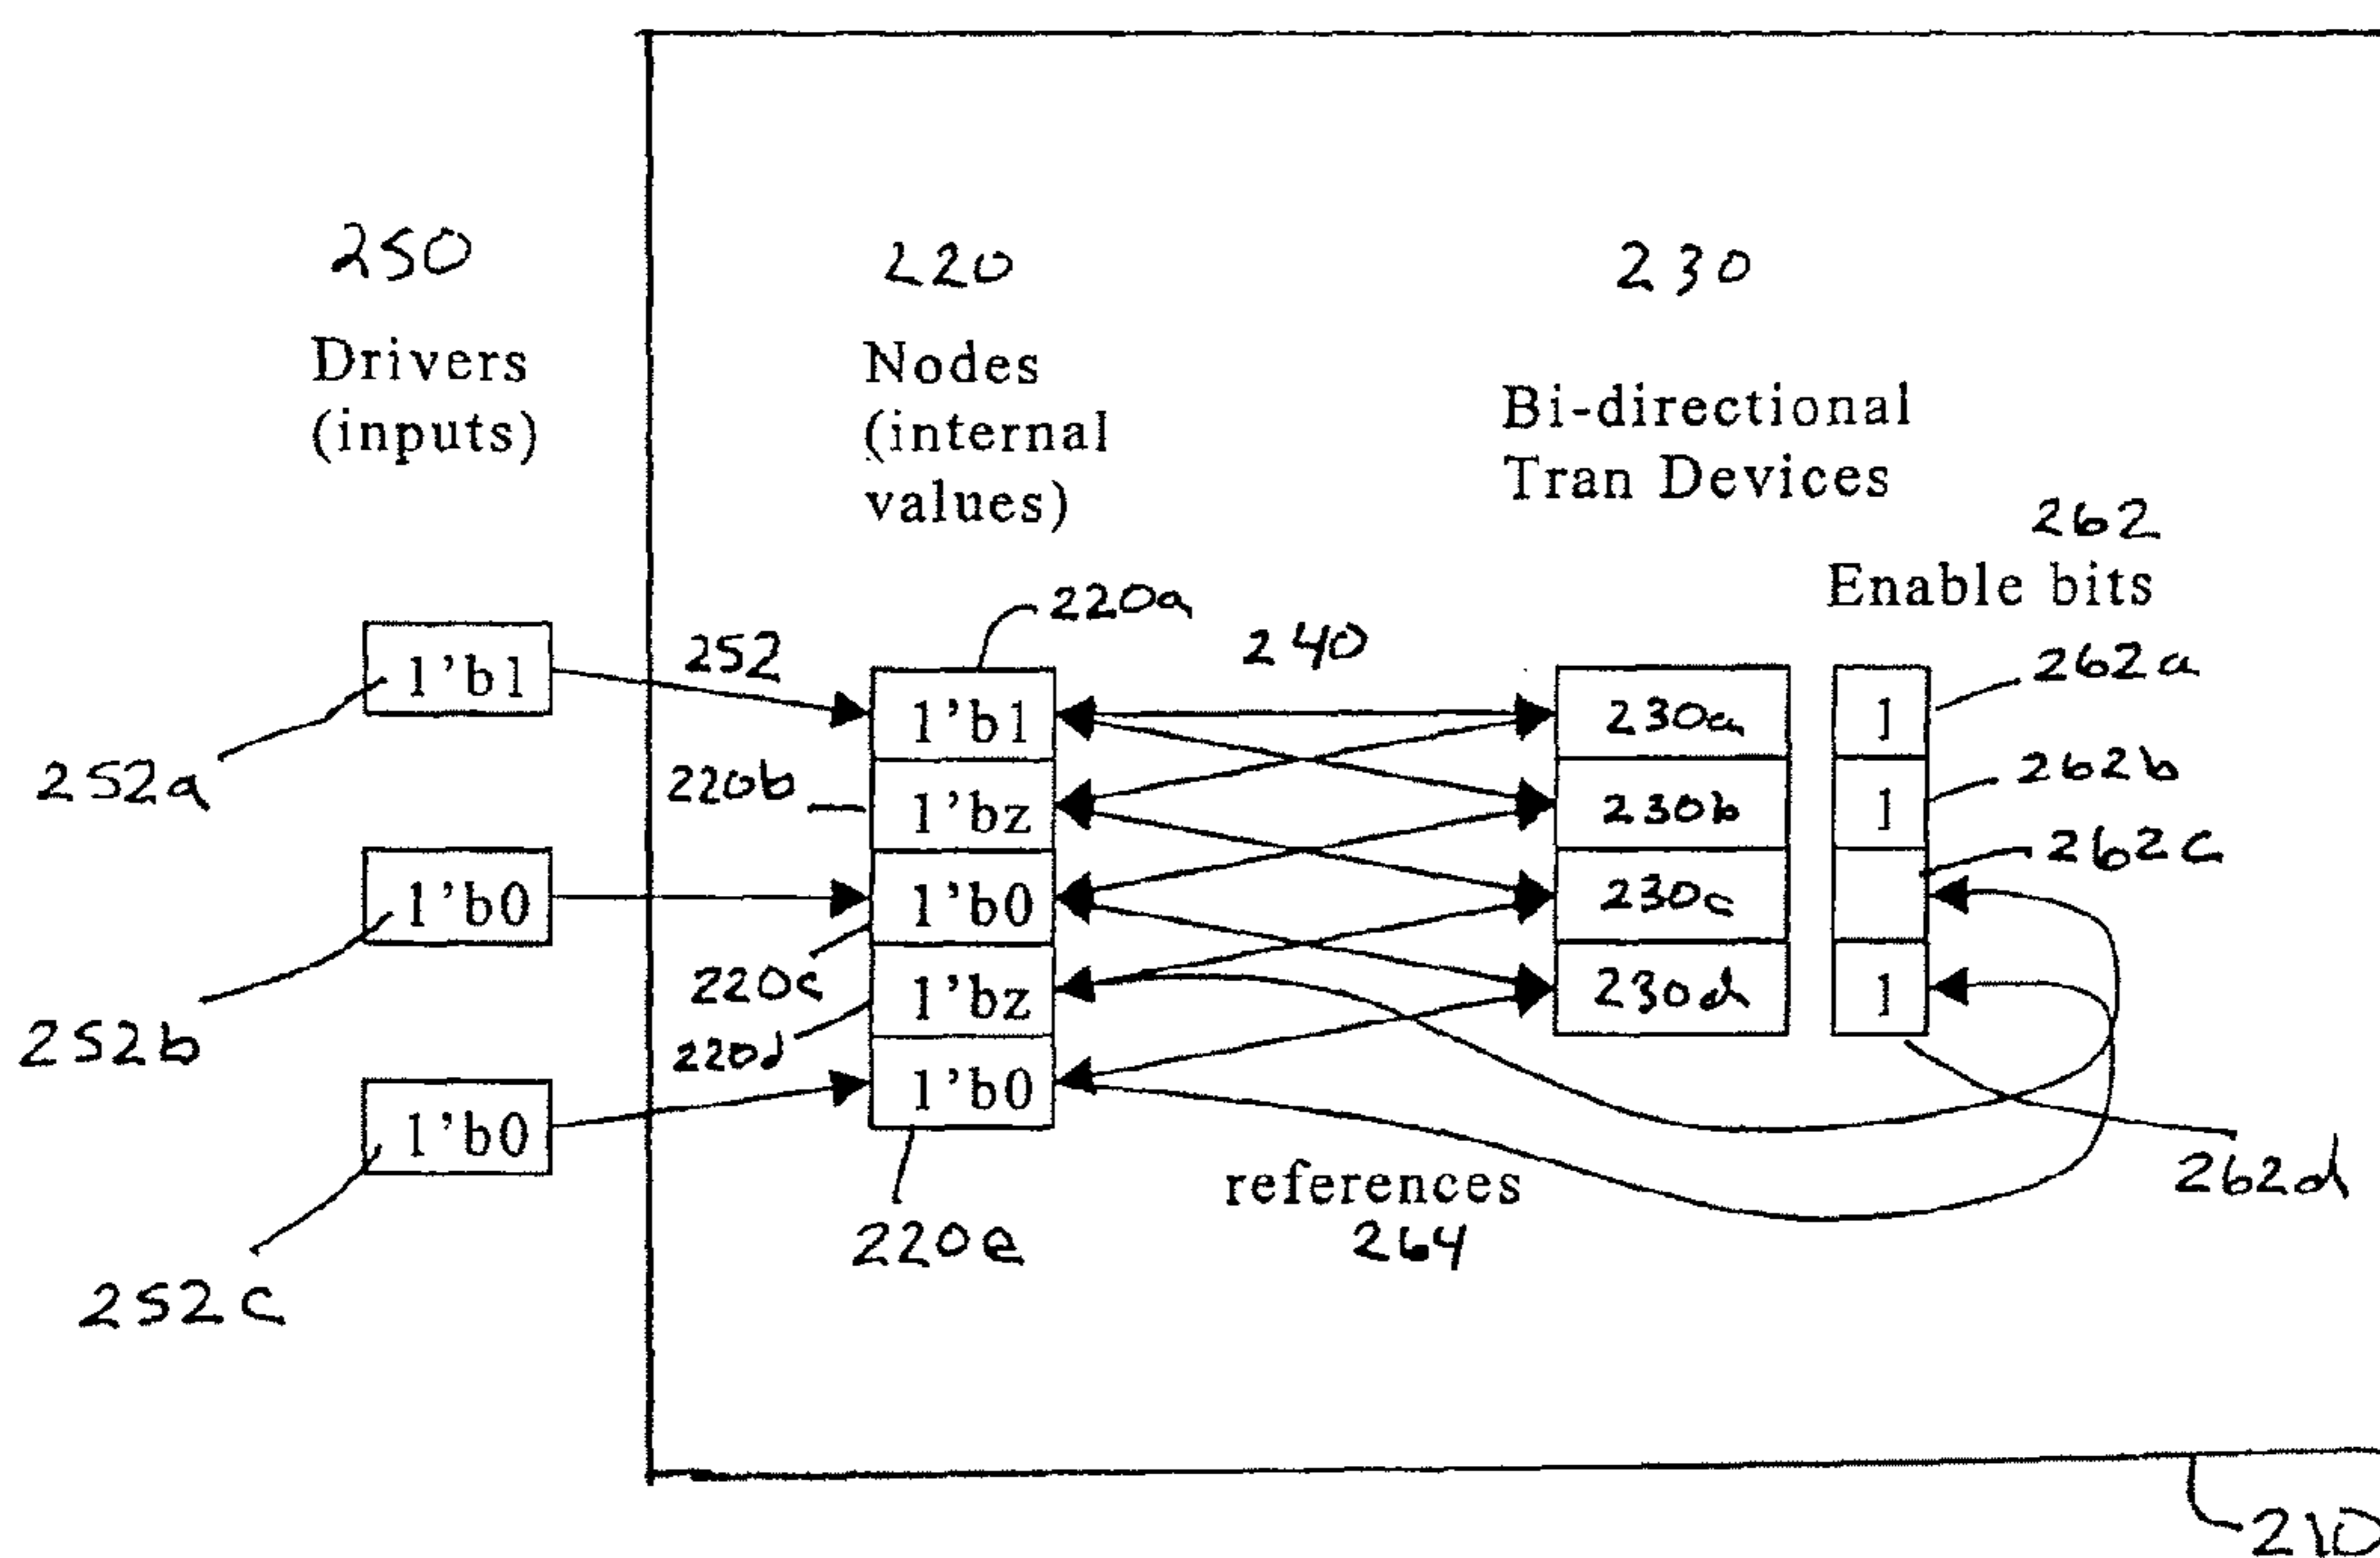 250
220
230
Drivers
(inputs)
Nodes
(internal
values)
Bi-directional
Tran Devices
262
Enable bits
220a
252
240
262a
1'b1
1'b1
230a
1
252a
220b
1'bz
230b
1
262b
262c
1'b0
1'b0
230c
220c
252b
220d
1'bz
230d
1
1'b0
1'b0
262d
references
264
220e
252c
210